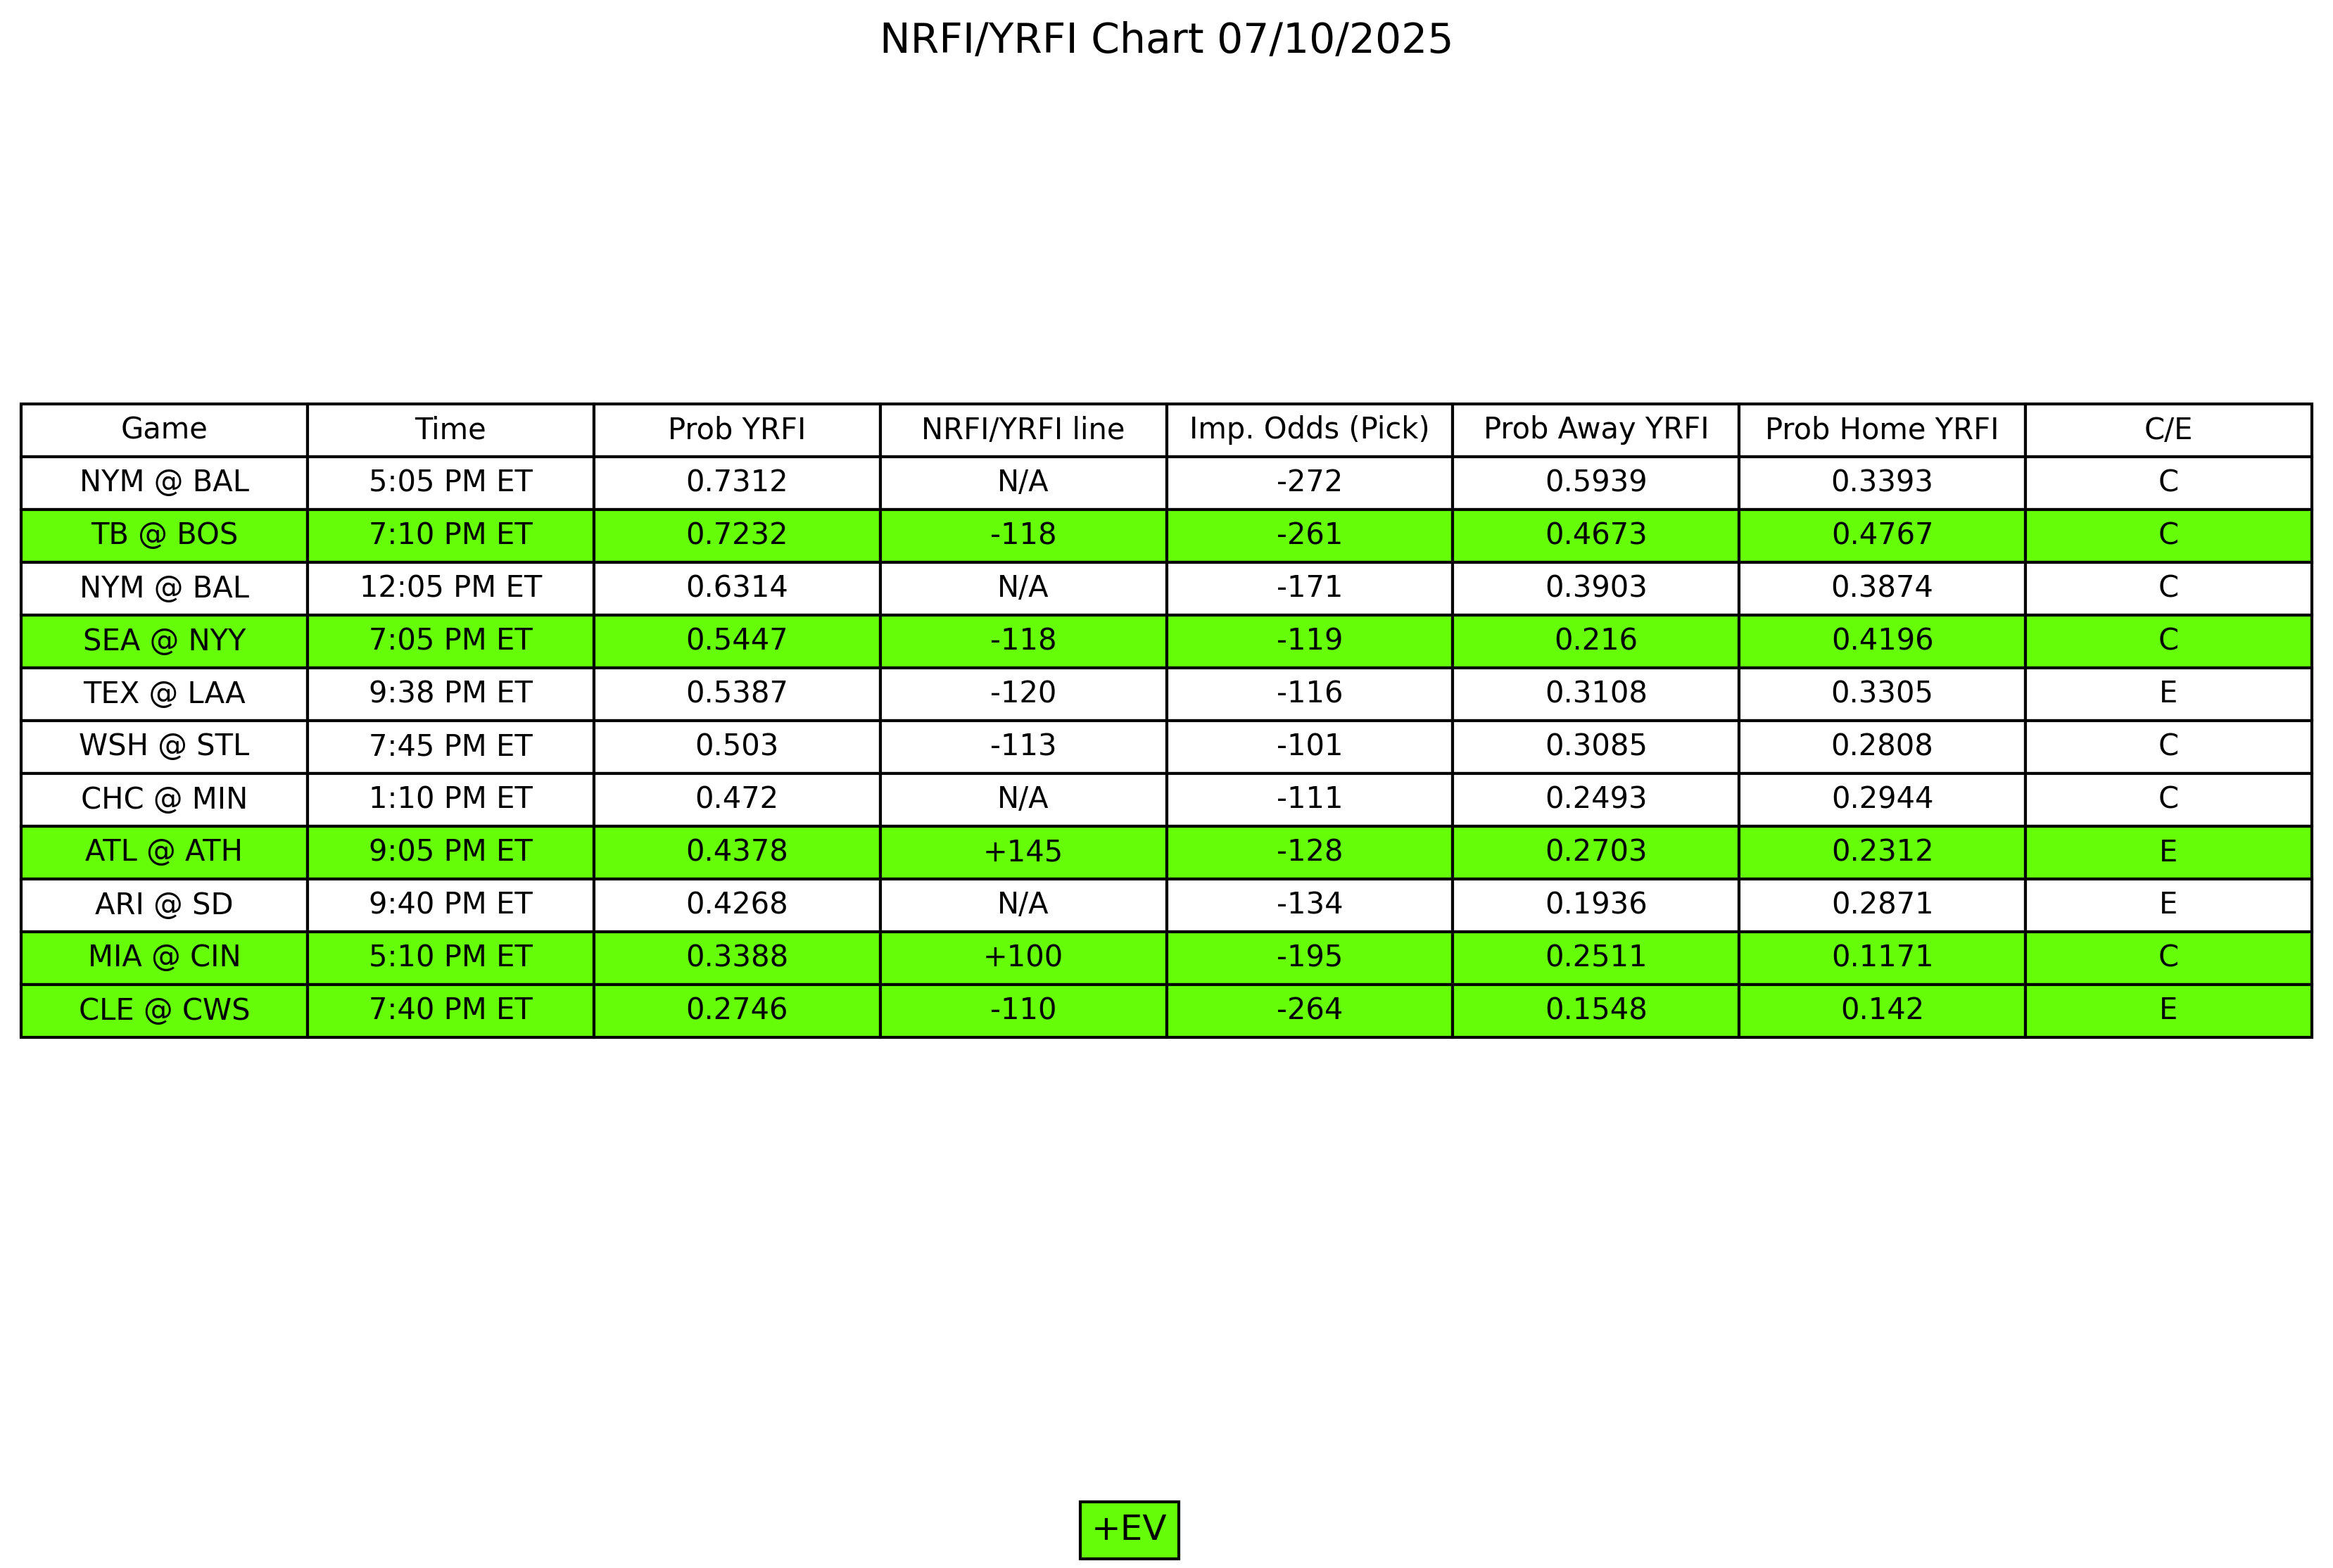 NRFI/YRFI Chart 07/10/2025
Game Time Prob YRFI NRFI/YRFI line Imp. Odds (Pick) Prob Away YRFI Prob Home YRFI C/E
NYM @ BAL 5:05 PM ET 0.7312 N/A -272 0.5939 0.3393 C
TB @ BOS 7:10 PM ET 0.7232 -118 -261 0.4673 0.4767 C
NYM @ BAL 12:05 PM ET 0.6314 N/A -171 0.3903 0.3874 C
SEA @ NYY 7:05 PM ET 0.5447 -118 -119 0.216 0.4196 C
TEX @ LAA 9:38 PM ET 0.5387 -120 -116 0.3108 0.3305 E
WSH @ STL 7:45 PM ET 0.503 -113 -101 0.3085 0.2808 C
CHC @ MIN 1:10 PM ET 0.472 N/A -111 0.2493 0.2944 C
ATL @ ATH 9:05 PM ET 0.4378 +145 -128 0.2703 0.2312 E
ARI @ SD 9:40 PM ET 0.4268 N/A -134 0.1936 0.2871 E
MIA @ CIN 5:10 PM ET 0.3388 +100 -195 0.2511 0.1171 C
CLE @ CWS 7:40 PM ET 0.2746 -110 -264 0.1548 0.142 E
+EV